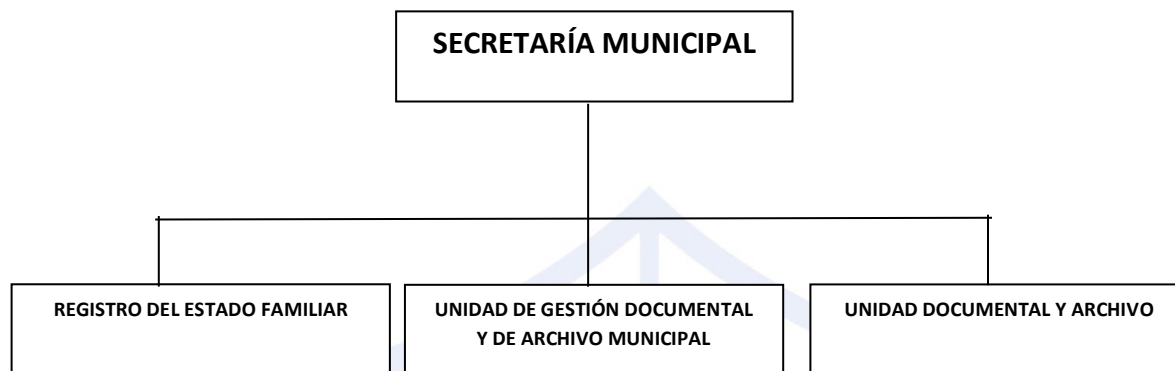 SECRETARÍA MUNICIPAL
REGISTRO DEL ESTADO FAMILIAR
UNIDAD DE GESTIÓN DOCUMENTAL
Y DE ARCHIVO MUNICIPAL
UNIDAD DOCUMENTAL Y ARCHIVO